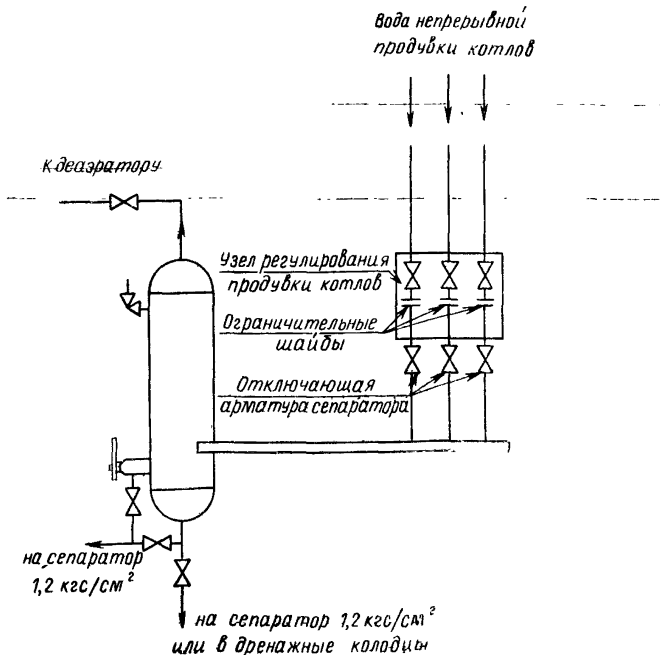 Вода непрерывной
продувки котлов
К деаэратору
Узел регулирования
продувки котлов
Ограничительные
шайбы
Отключающая
арматура сепаратора
на сепаратор
1,2 кгс/см²
на сепаратор 1,2 кгс/см²
или в дренажные колодцы